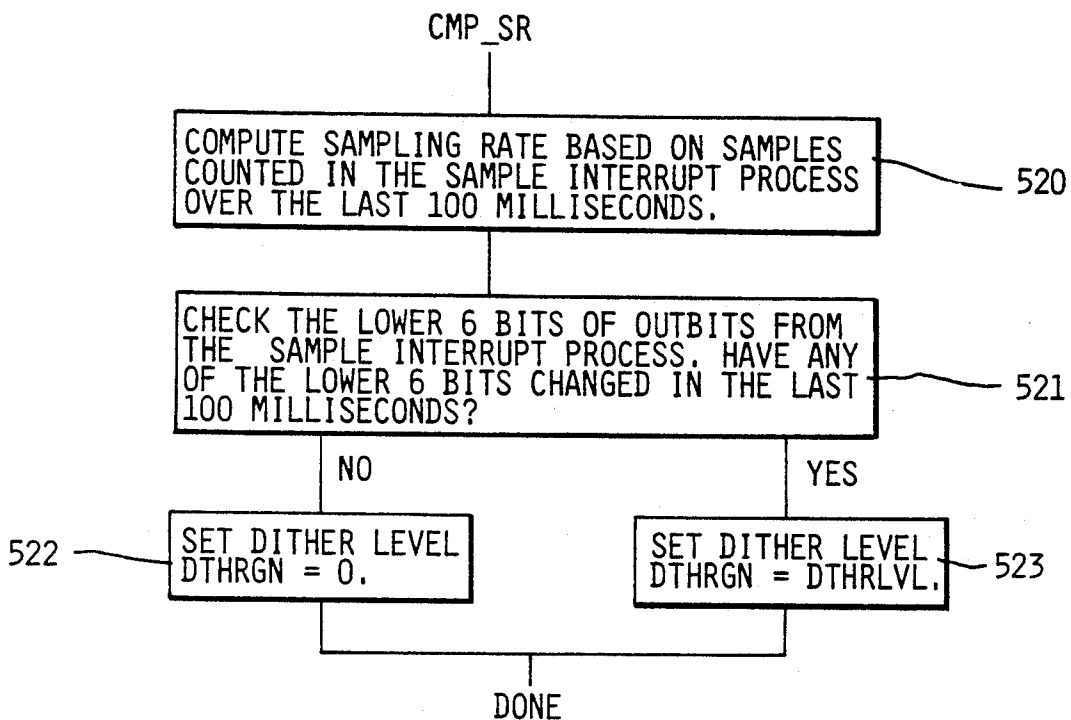 CMP_SR
COMPUTE SAMPLING RATE BASED ON SAMPLES
COUNTED IN THE SAMPLE INTERRUPT PROCESS
OVER THE LAST 100 MILLISECONDS.
520
CHECK THE LOWER 6 BITS OF OUTBITS FROM
THE SAMPLE INTERRUPT PROCESS. HAVE ANY
OF THE LOWER 6 BITS CHANGED IN THE LAST
100 MILLISECONDS?
521
NO
YES
522
SET DITHER LEVEL
DTHRGN = 0.
SET DITHER LEVEL
DTHRGN = DTHRLVL.
523
DONE